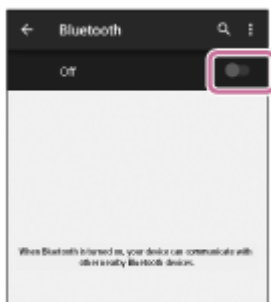 Bluetooth
Off
When Bluetooth is turned on, your device can communicate with
other nearby Bluetooth devices.